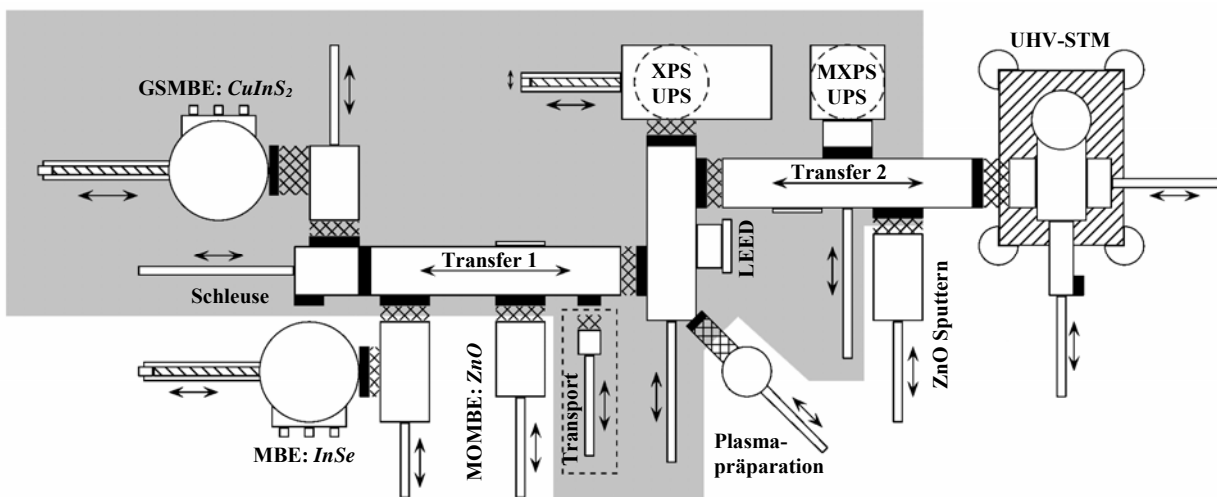 UHV-STM
XPS
UPS
MXPS
UPS
GSMBE: CuInS₂
Transfer 2
LEED
Transfer 1
Schleuse
ZnO Sputtern
MOMBE: ZnO
Transport
Plasma-
präparation
MBE: InSe